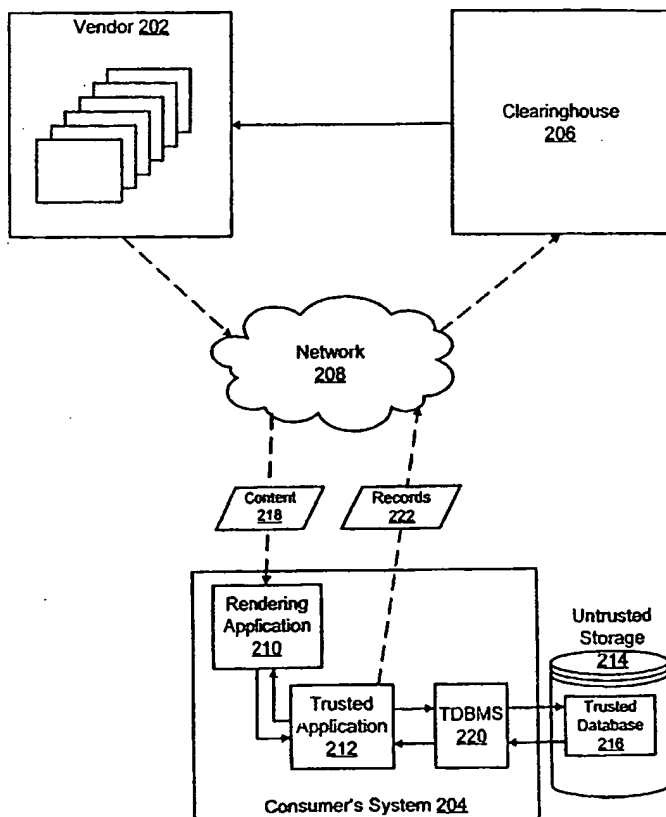 Vendor 202
Clearinghouse
206
Network
208
Content
218
Records
222
Rendering
Application
210
Untrusted
Storage
214
Trusted
Application
212
TDBMS
220
Trusted
Database
216
Consumer's System 204